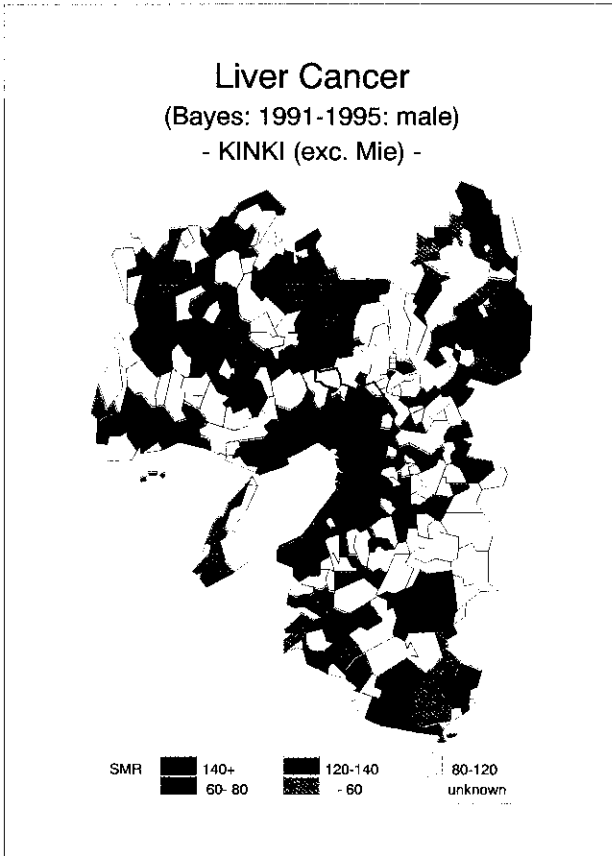 Liver Cancer
(Bayes: 1991-1995: male)
- KINKI (exc. Mie) -
SMR 140+ 120-140 80-120
60- 80 - 60 unknown